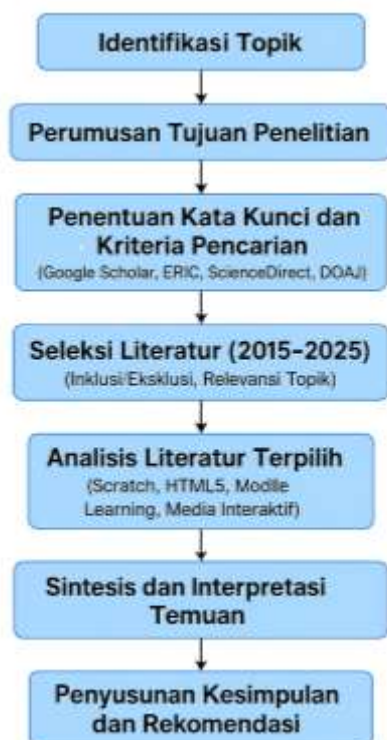 Identifikasi Topik
Perumusan Tujuan Penelitian
Penentuan Kata Kunci dan
Kriteria Pencarian
(Google Scholar, ERIC, ScienceDirect, DOAJ)
Seleksi Literatur (2015–2025)
(Inklusi/Eksklusi, Relevansi Topik)
Analisis Literatur Terpilih
(Scratch, HTML5, Modlle
Learning, Media Interaktif)
Sintesis dan Interpretasi
Temuan
Penyusunan Kesimpulan
dan Rekomendasi